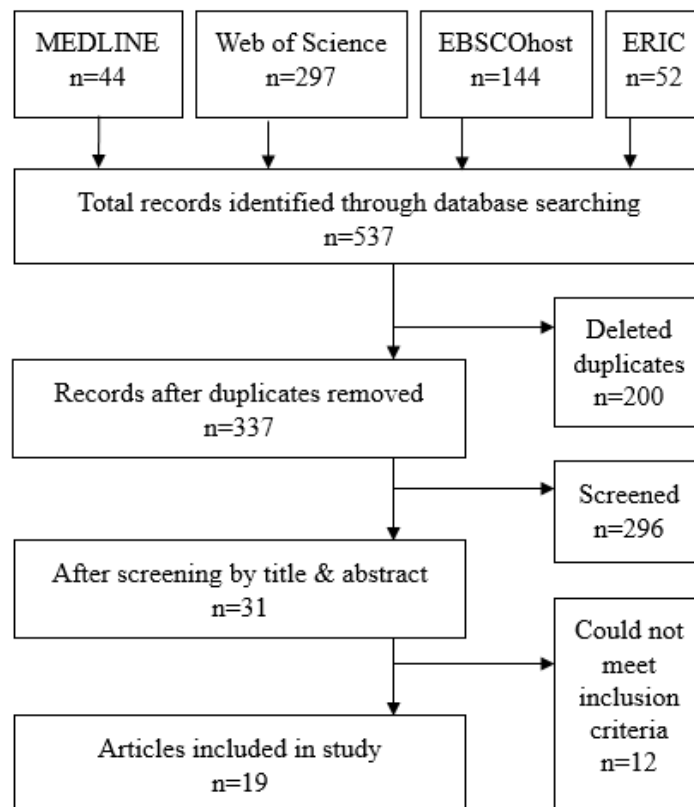 MEDLINE
n=44
Web of Science
n=297
EBSCOhost
n=144
ERIC
n=52
Total records identified through database searching
n=537
Deleted
duplicates
n=200
Records after duplicates removed
n=337
Screened
n=296
After screening by title & abstract
n=31
Could not
meet
inclusion
criteria
n=12
Articles included in study
n=19